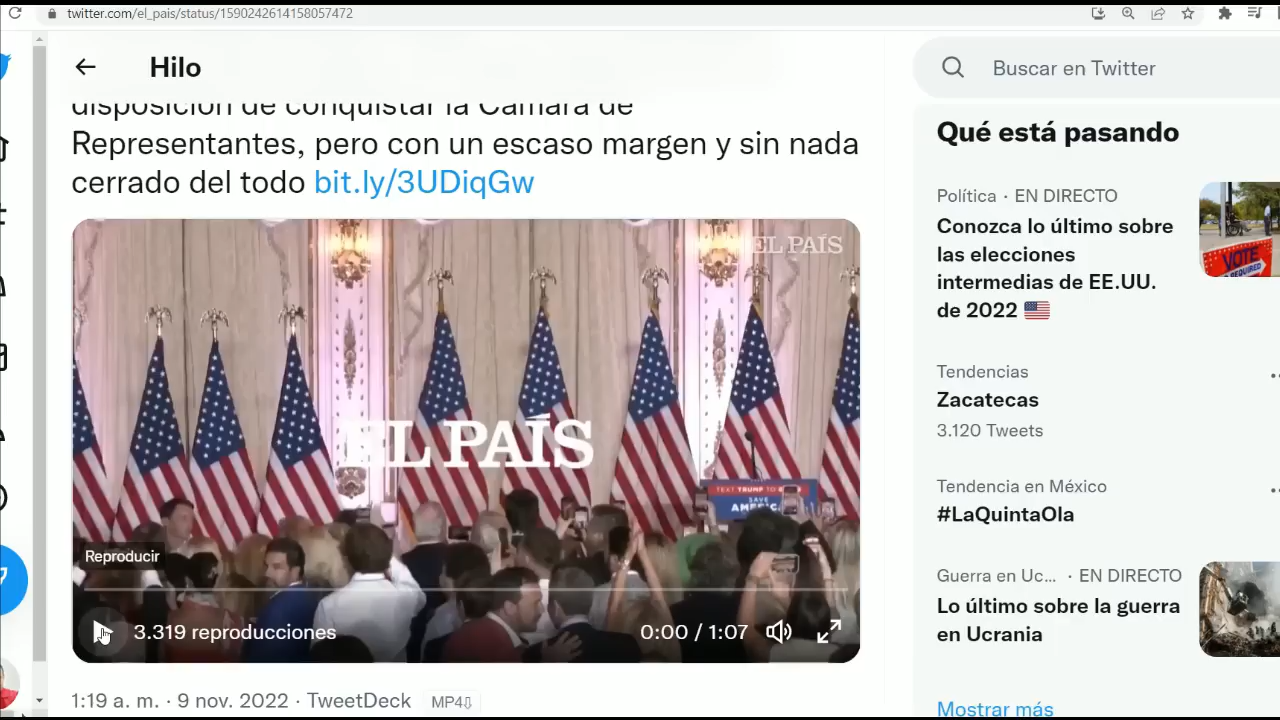 twitter.com/el_pais/status/1590242614158057472
Hilo
Buscar en Twitter
disposición de conquistar la Cámara de
Representantes, pero con un escaso margen y sin nada
cerrado del todo bit.ly/3UDiqGw
EL PAÍS
EL PAÍS
TEXT TRUMP TO
SAVE
AMERICA
Reproducir
3.319 reproducciones
0:00 / 1:07
1:19 a. m. · 9 nov. 2022 · TweetDeck
MP4⇩
Qué está pasando
Política · EN DIRECTO
Conozca lo último sobre
las elecciones
intermedias de EE.UU.
de 2022
VOTE
REQUIRED
Tendencias
Zacatecas
3.120 Tweets
Tendencia en México
#LaQuintaOla
Guerra en Uc... · EN DIRECTO
Lo último sobre la guerra
en Ucrania
Mostrar más